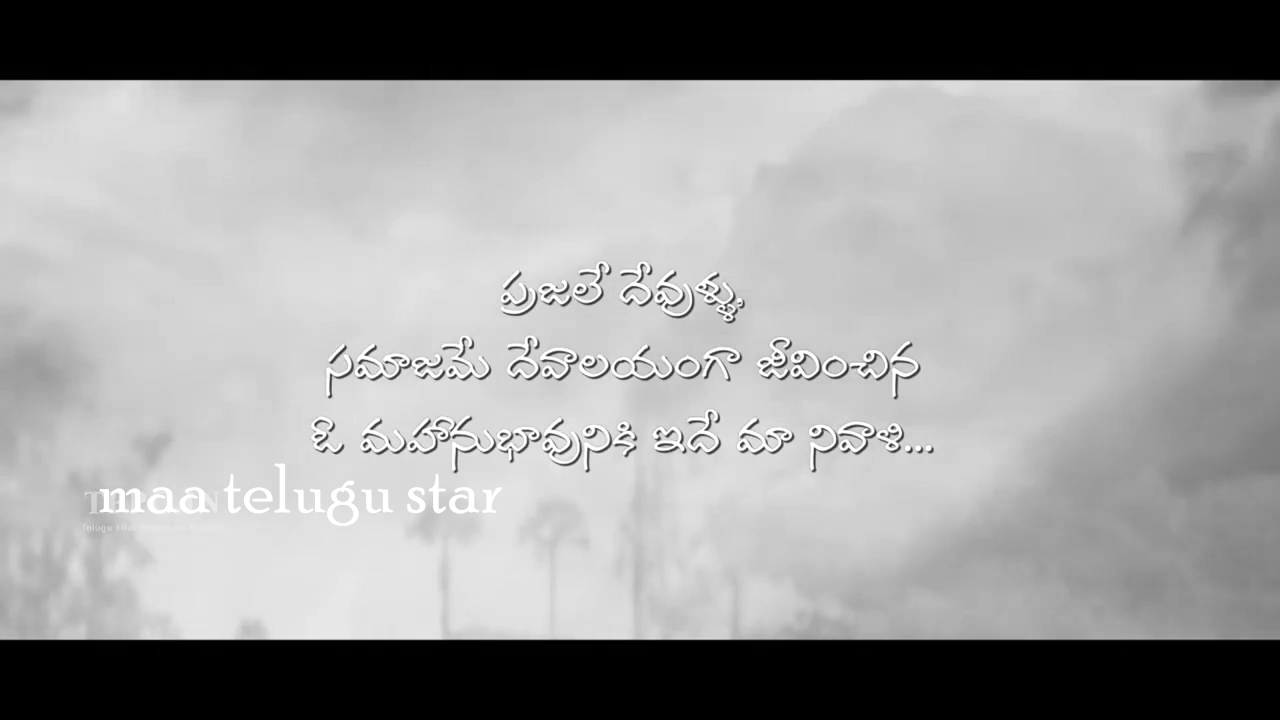 ప్రజలే దేవుళ్ళు
సమాజమే దేవాలయంగా జీవించిన
ఓ మహానుభావునికి ఇదే మా నివాళి...
maa telugu star